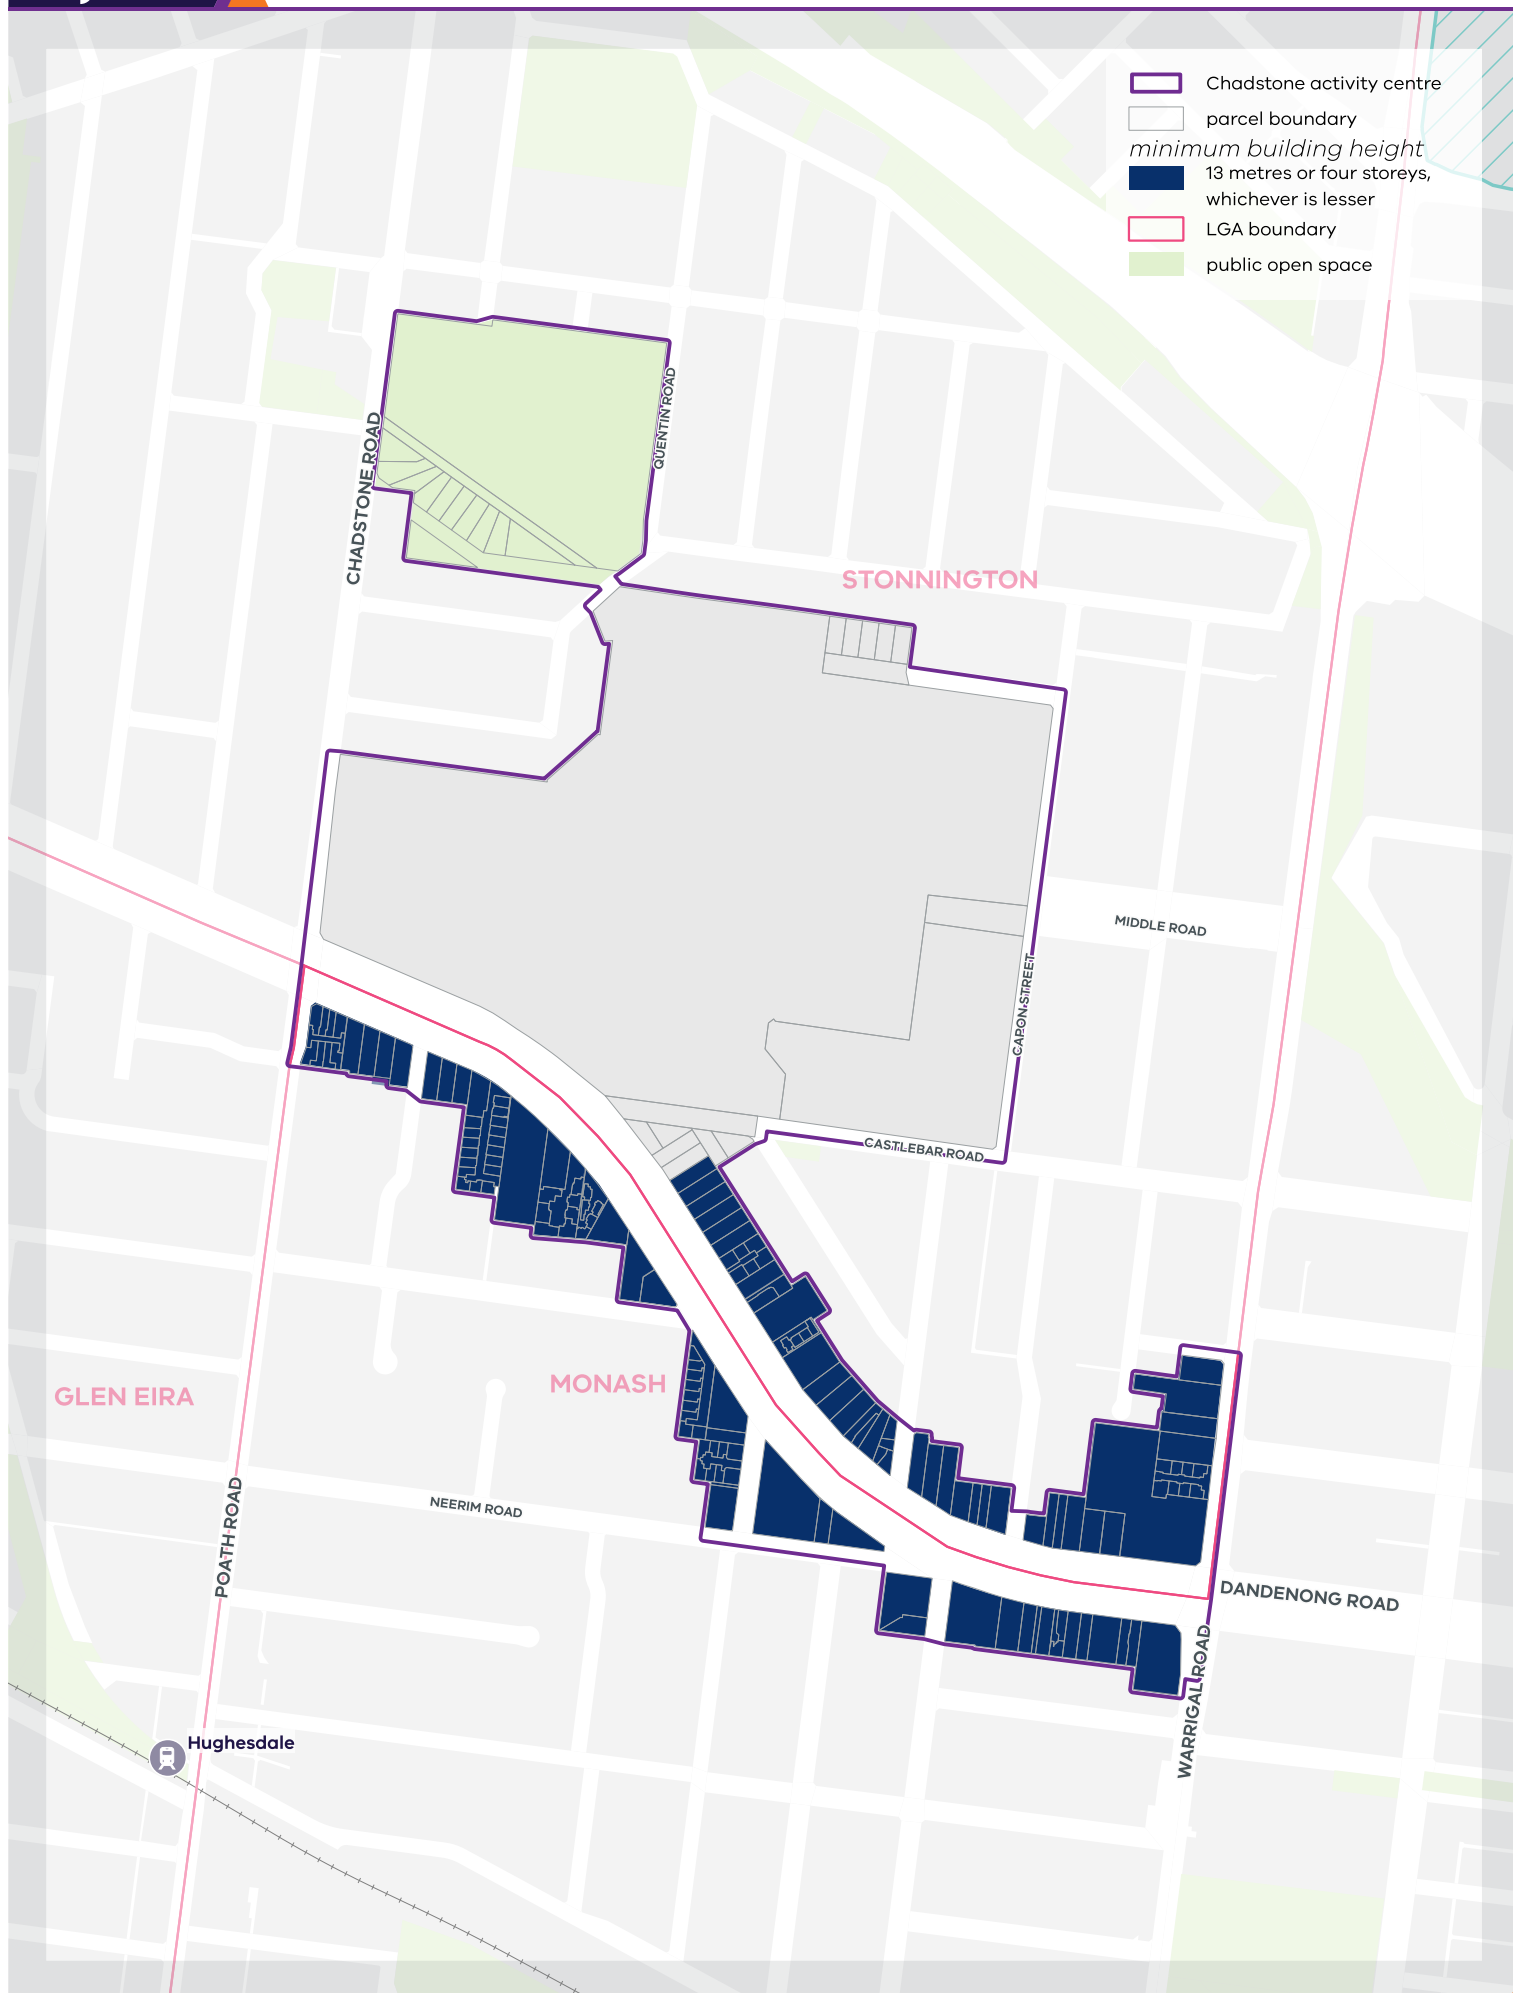 Chadstone activity centre
parcel boundary
minimum building height
13 metres or four storeys,
whichever is lesser
LGA boundary
public open space
QUENTIN ROAD
CHADSTONE ROAD
STONNINGTON
MIDDLE ROAD
CAPON STREET
CASTLEBAR ROAD
MONASH
GLEN EIRA
NEERIM ROAD
POATH ROAD
DANDENONG ROAD
WARRIGAL ROAD
Hughesdale